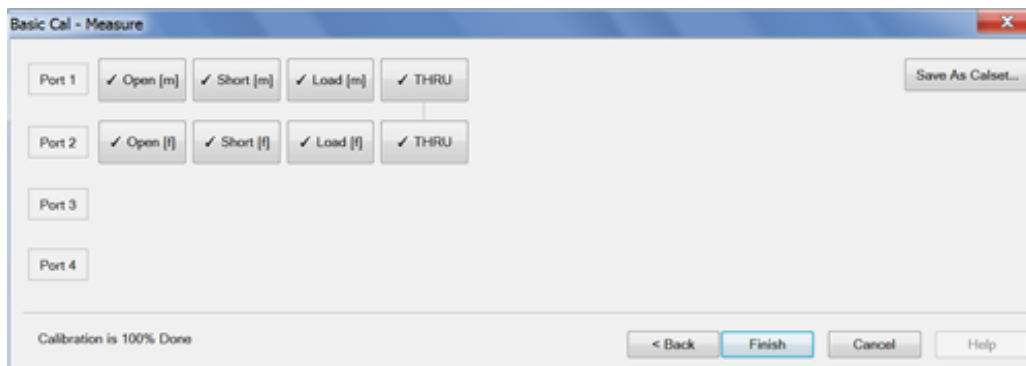 Basic Cal - Measure
Port 1 ✓ Open [m] ✓ Short [m] ✓ Load [m] ✓ THRU Save As Calset...
Port 2 ✓ Open [f] ✓ Short [f] ✓ Load [f] ✓ THRU
Port 3
Port 4
Calibration is 100% Done < Back Finish Cancel Help